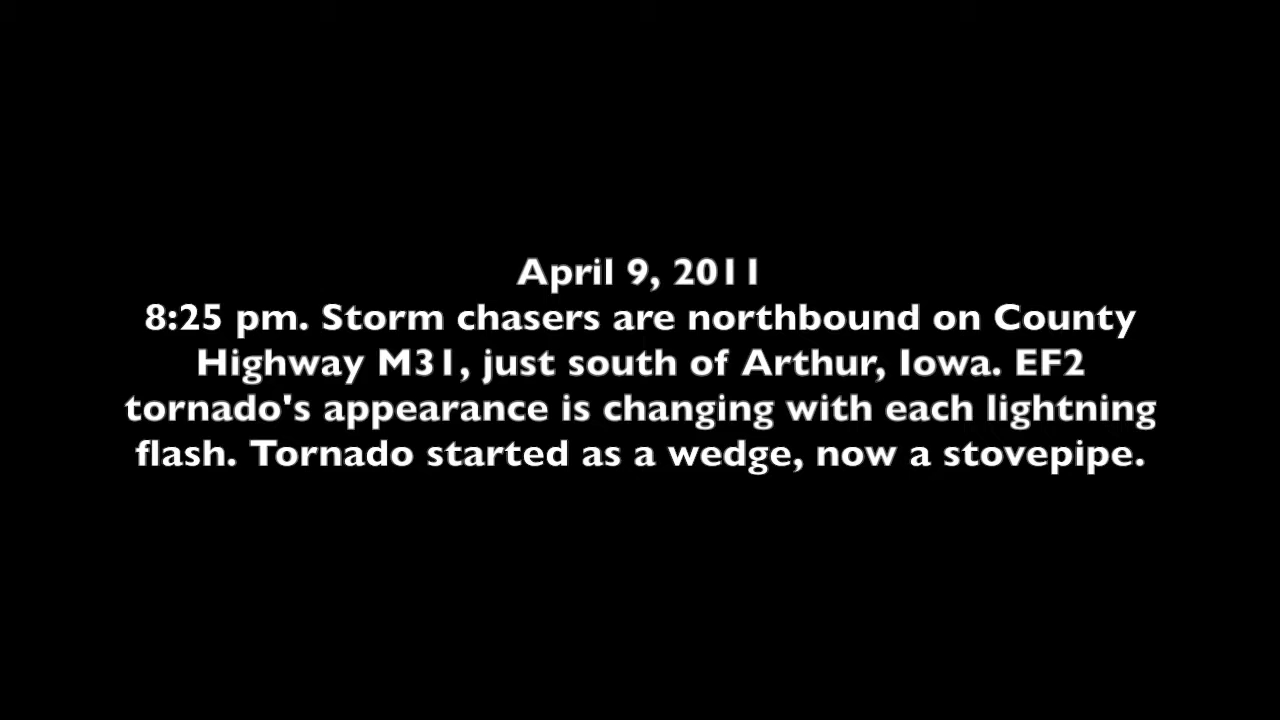 April 9, 2011
8:25 pm. Storm chasers are northbound on County
Highway M31, just south of Arthur, Iowa. EF2
tornado's appearance is changing with each lightning
flash. Tornado started as a wedge, now a stovepipe.